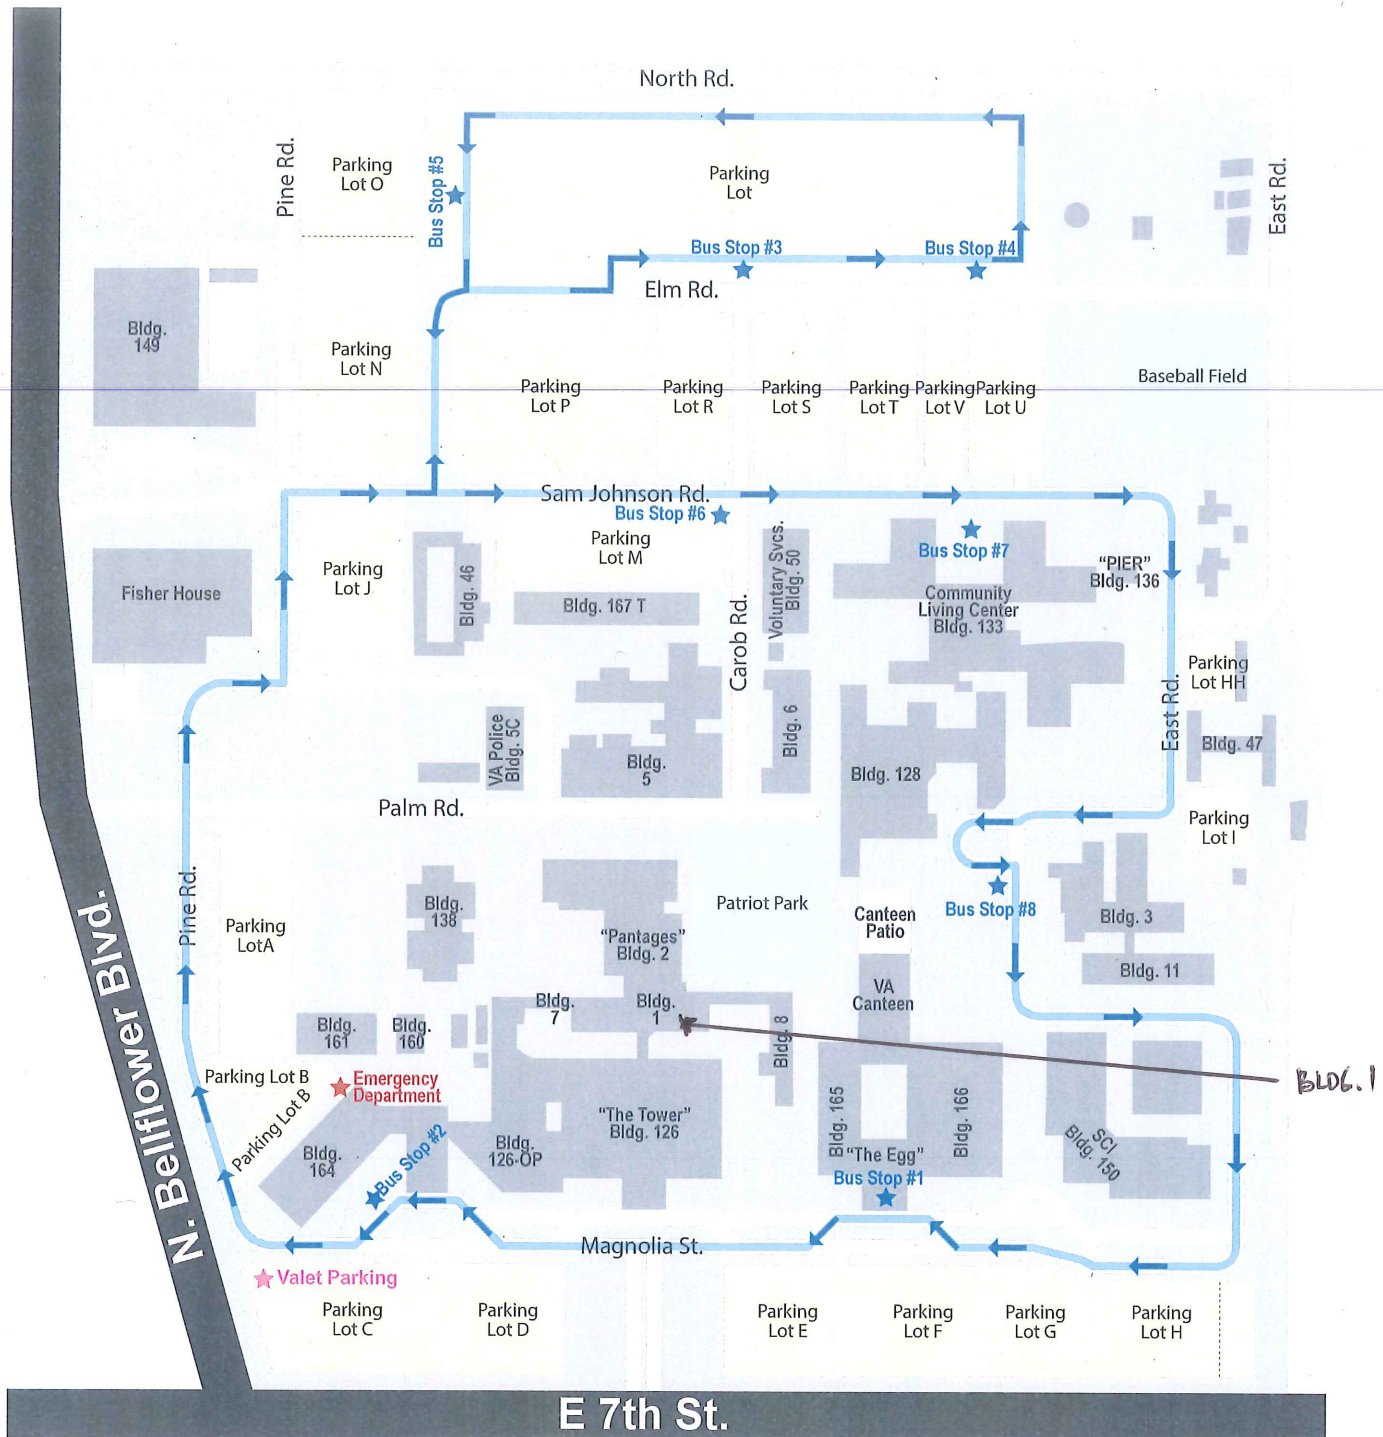 North Rd.
Pine Rd.
Parking
Lot O
Bus Stop #5
Parking
Lot
East Rd.
Bus Stop #3
Bus Stop #4
Elm Rd.
Bldg.
149
Parking
Lot N
Parking
Lot P
Parking
Lot R
Parking
Lot S
Parking
Lot T
Parking
Lot V
Parking
Lot U
Baseball Field
Sam Johnson Rd.
Bus Stop #6
Bus Stop #7
Fisher House
Parking
Lot J
Bldg. 46
Parking
Lot M
Bldg. 167 T
Carob Rd.
Voluntary Svcs.
Bldg. 50
Community
Living Center
Bldg. 133
"PIER"
Bldg. 136
Parking
Lot HH
East Rd.
VA Police
Bldg. 5C
Bldg.
5
Bldg. 6
Bldg. 128
Bldg. 47
Palm Rd.
Parking
Lot I
Pine Rd.
Parking
LotA
Bldg.
138
"Pantages"
Bldg. 2
Patriot Park
Canteen
Patio
Bus Stop #8
Bldg. 3
Bldg. 11
VA
Canteen
Bldg.
7
Bldg.
1
Bldg. 8
Bldg.
161
Bldg.
160
BLDG. 1
Parking Lot B
Parking Lot B
Emergency
Department
Bldg.
164
Bus Stop #2
Bldg.
126-OP
"The Tower"
Bldg. 126
Bldg. 165
Bldg. 166
"The Egg"
Bus Stop #1
SCI
Bldg. 150
N. Bellflower Blvd.
Magnolia St.
Valet Parking
Parking
Lot C
Parking
Lot D
Parking
Lot E
Parking
Lot F
Parking
Lot G
Parking
Lot H
E 7th St.